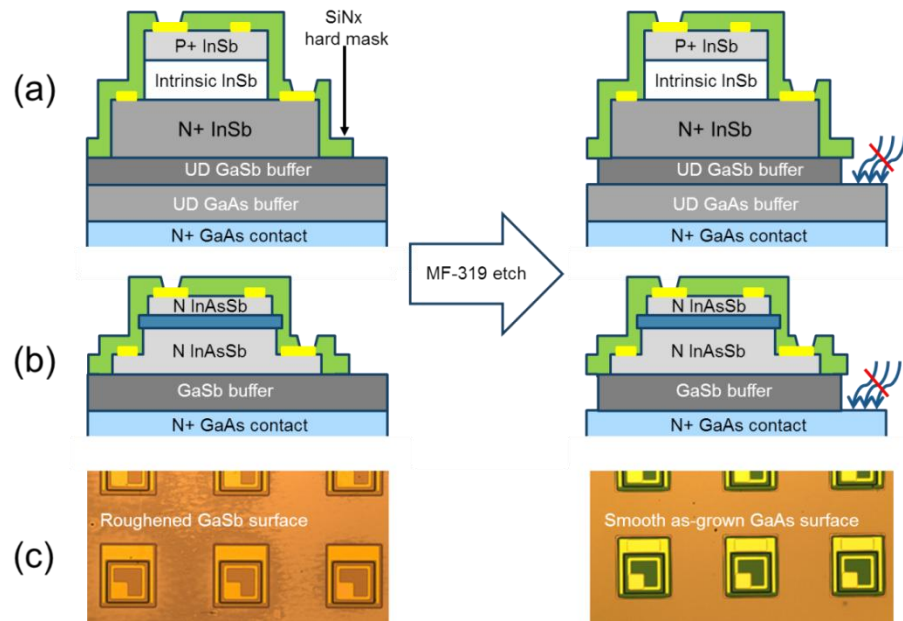 SiNx
hard mask
(a)
P+ InSb
Intrinsic InSb
N+ InSb
UD GaSb buffer
UD GaAs buffer
N+ GaAs contact
P+ InSb
Intrinsic InSb
N+ InSb
UD GaSb buffer
UD GaAs buffer
N+ GaAs contact
MF-319 etch
(b)
N InAsSb
N InAsSb
GaSb buffer
N+ GaAs contact
N InAsSb
N InAsSb
GaSb buffer
N+ GaAs contact
(c)
Roughened GaSb surface
Smooth as-grown GaAs surface